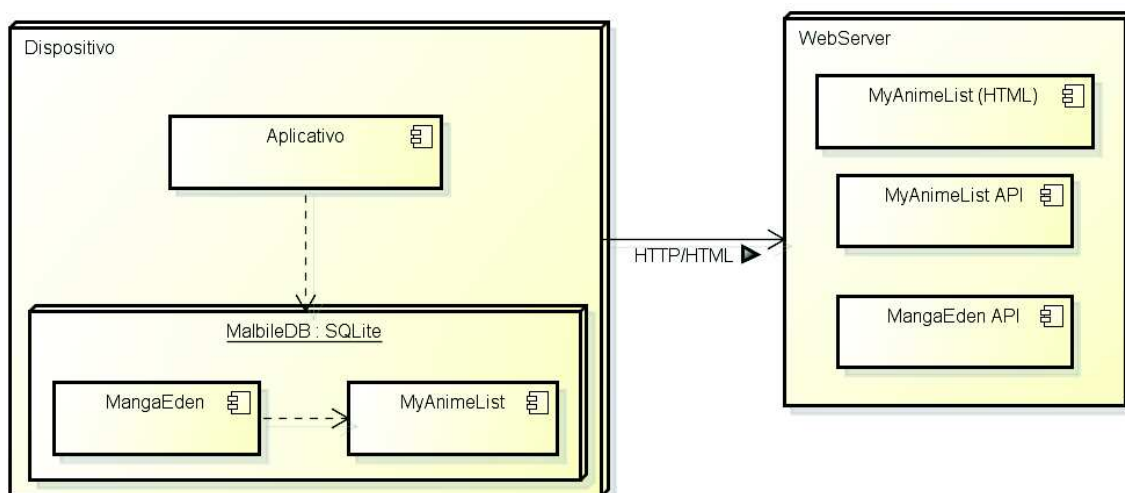 Dispositivo
Aplicativo
MalbileDB : SQLite
MangaEden
MyAnimeList
HTTP/HTML
WebServer
MyAnimeList (HTML)
MyAnimeList API
MangaEden API